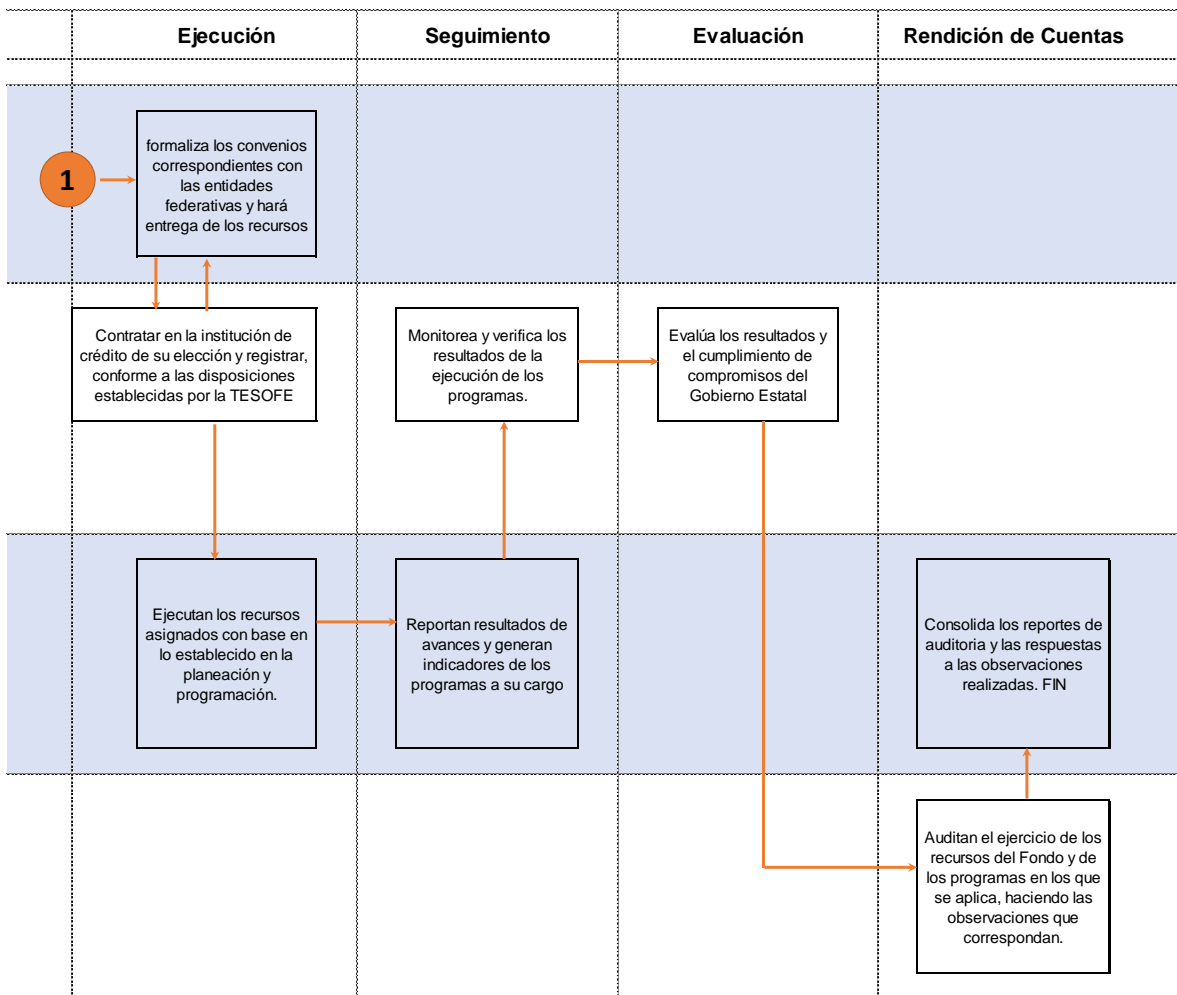 Ejecución
Seguimiento
Evaluación
Rendición de Cuentas
1
formaliza los convenios
correspondientes con
las entidades
federativas y hará
entrega de los recursos
Contratar en la institución de
crédito de su elección y registrar,
conforme a las disposiciones
establecidas por la TESOFE
Monitorea y verifica los
resultados de la
ejecución de los
programas.
Evalúa los resultados y
el cumplimiento de
compromisos del
Gobierno Estatal
Ejecutan los recursos
asignados con base en
lo establecido en la
planeación y
programación.
Reportan resultados de
avances y generan
indicadores de los
programas a su cargo
Consolida los reportes de
auditoria y las respuestas
a las observaciones
realizadas. FIN
Auditan el ejercicio de los
recursos del Fondo y de
los programas en los que
se aplica, haciendo las
observaciones que
correspondan.